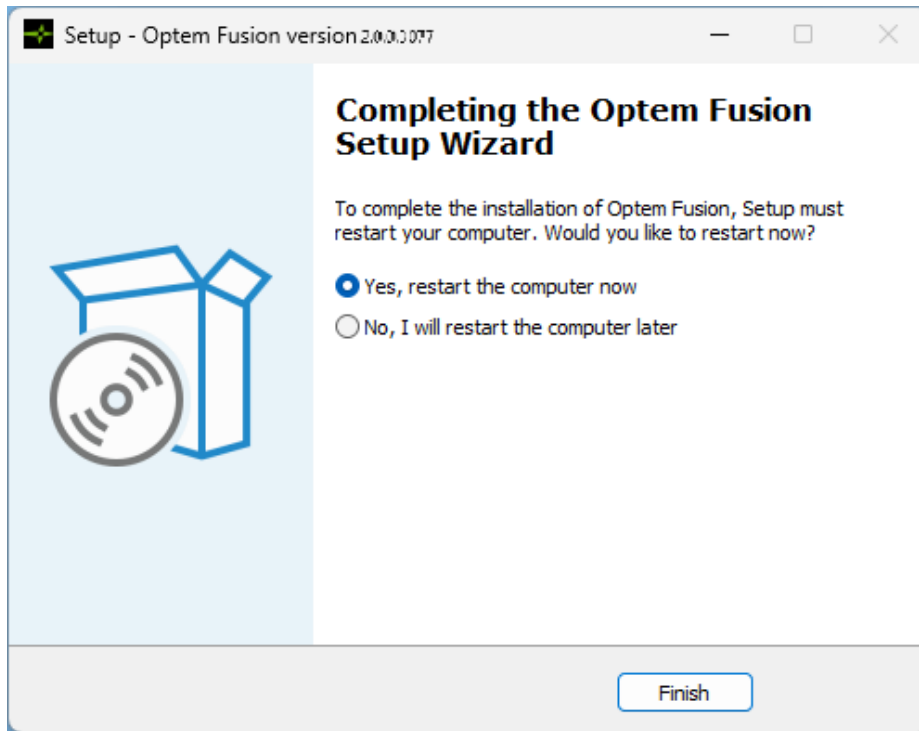 Setup - Optem Fusion version
Completing the Optem Fusion
Setup Wizard
To complete the installation of Optem Fusion, Setup must
restart your computer. Would you like to restart now?
Yes, restart the computer now
No, I will restart the computer later
Finish